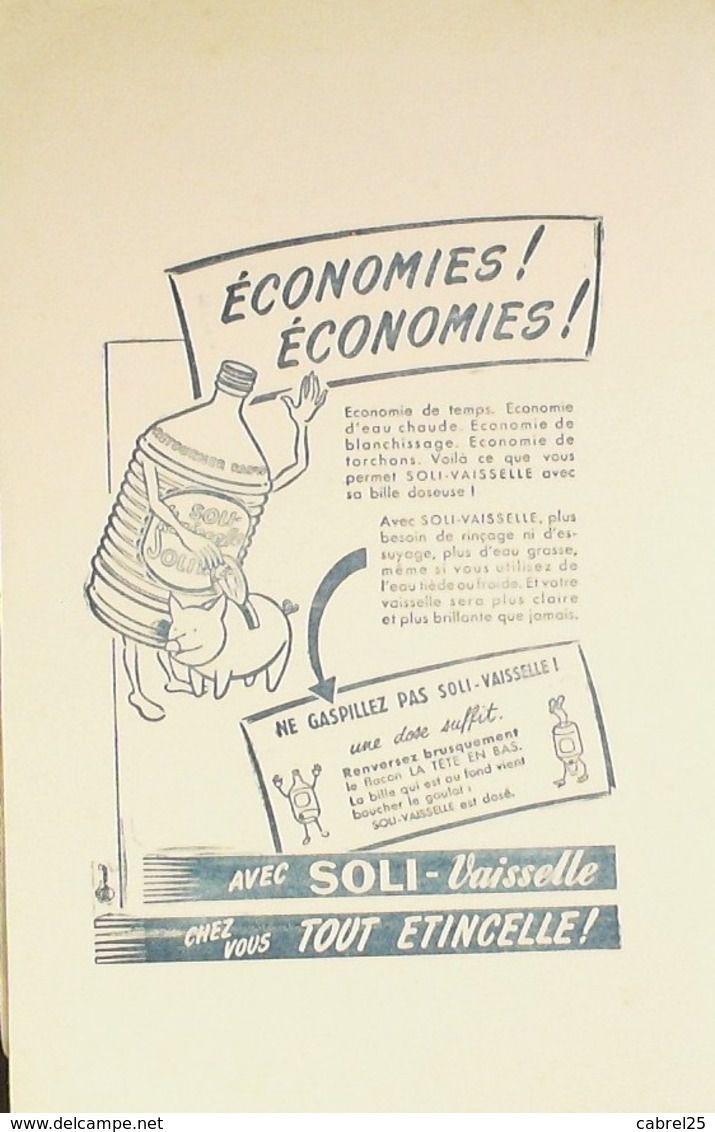 ÉCONOMIES!
ÉCONOMIES!
Economie de temps. Economie
d'eau chaude. Economie de
blanchissage. Economie de
torchons. Voilà ce que vous
permet SOLI-VAISSELLE avec
sa bille doseuse !
SOLI-
SOLI
Avec SOLI-VAISSELLE, plus
besoin de rinçage ni d'es-
suyage, plus d'eau grasse,
même si vous utilisez de
l'eau tiède ou froide. Et votre
vaisselle sera plus claire
et plus brillante que jamais.
NE GASPILLEZ PAS SOLI-VAISSELLE !
une dose suffit.
Renversez brusquement
le flacon LA TÊTE EN BAS.
La bille qui est au fond vient
boucher le goulot :
SOLI-VAISSELLE est dosé.
AVEC SOLI-Vaisselle
CHEZ VOUS TOUT ETINCELLE!
www.delcampe.net
cabrel25